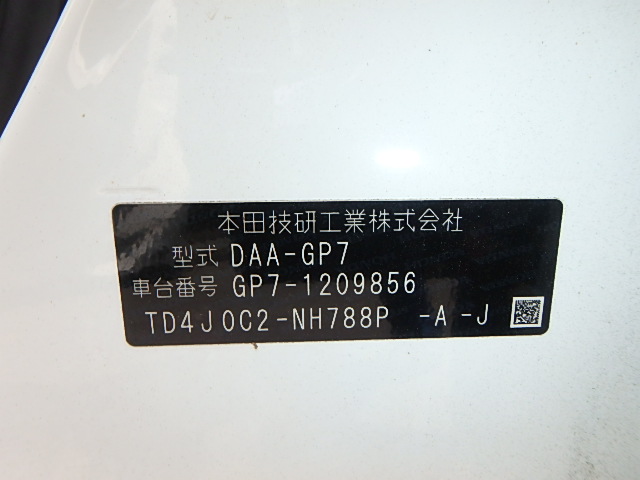 本田技研工業株式会社
型式 DAA-GP7
車台番号 GP7-1209856
TD4J0C2-NH788P -A -J